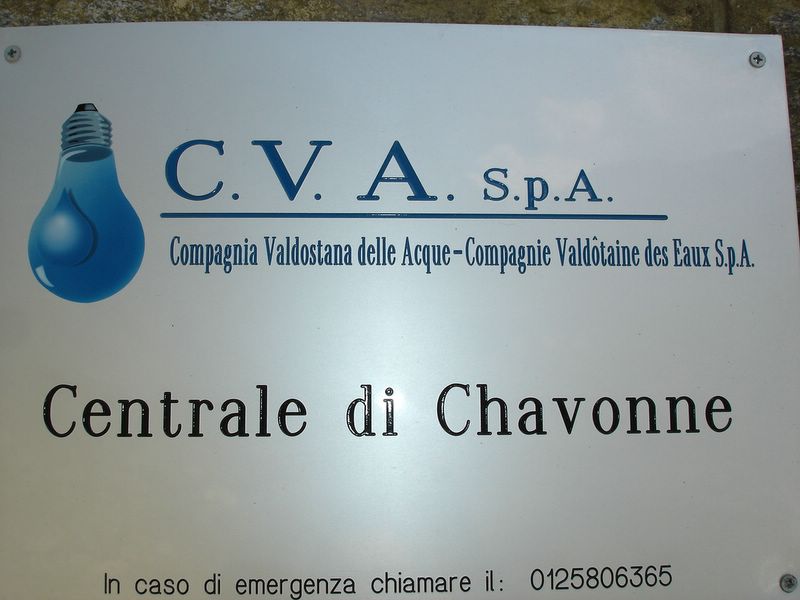 C.V.A. S.p.A.
Compagnia Valdostana delle Acque-Compagnie Valdôtaine des Eaux S.p.A.
Centrale di Chavonne
In caso di emergenza chiamare il: 0125806365